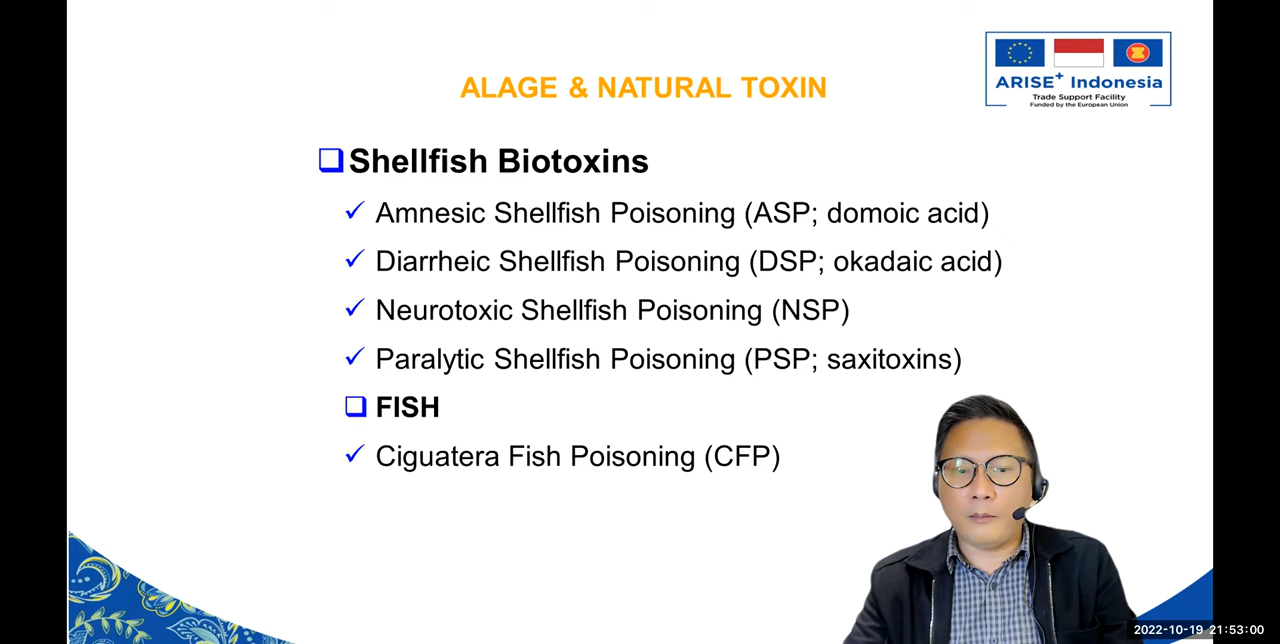 ALAGE & NATURAL TOXIN
ARISE+ Indonesia
Trade Support Facility
Funded by the European Union
Shellfish Biotoxins
Amnesic Shellfish Poisoning (ASP; domoic acid)
Diarrheic Shellfish Poisoning (DSP; okadaic acid)
Neurotoxic Shellfish Poisoning (NSP)
Paralytic Shellfish Poisoning (PSP; saxitoxins)
FISH
Ciguatera Fish Poisoning (CFP)
2022-10-19 21:53:00